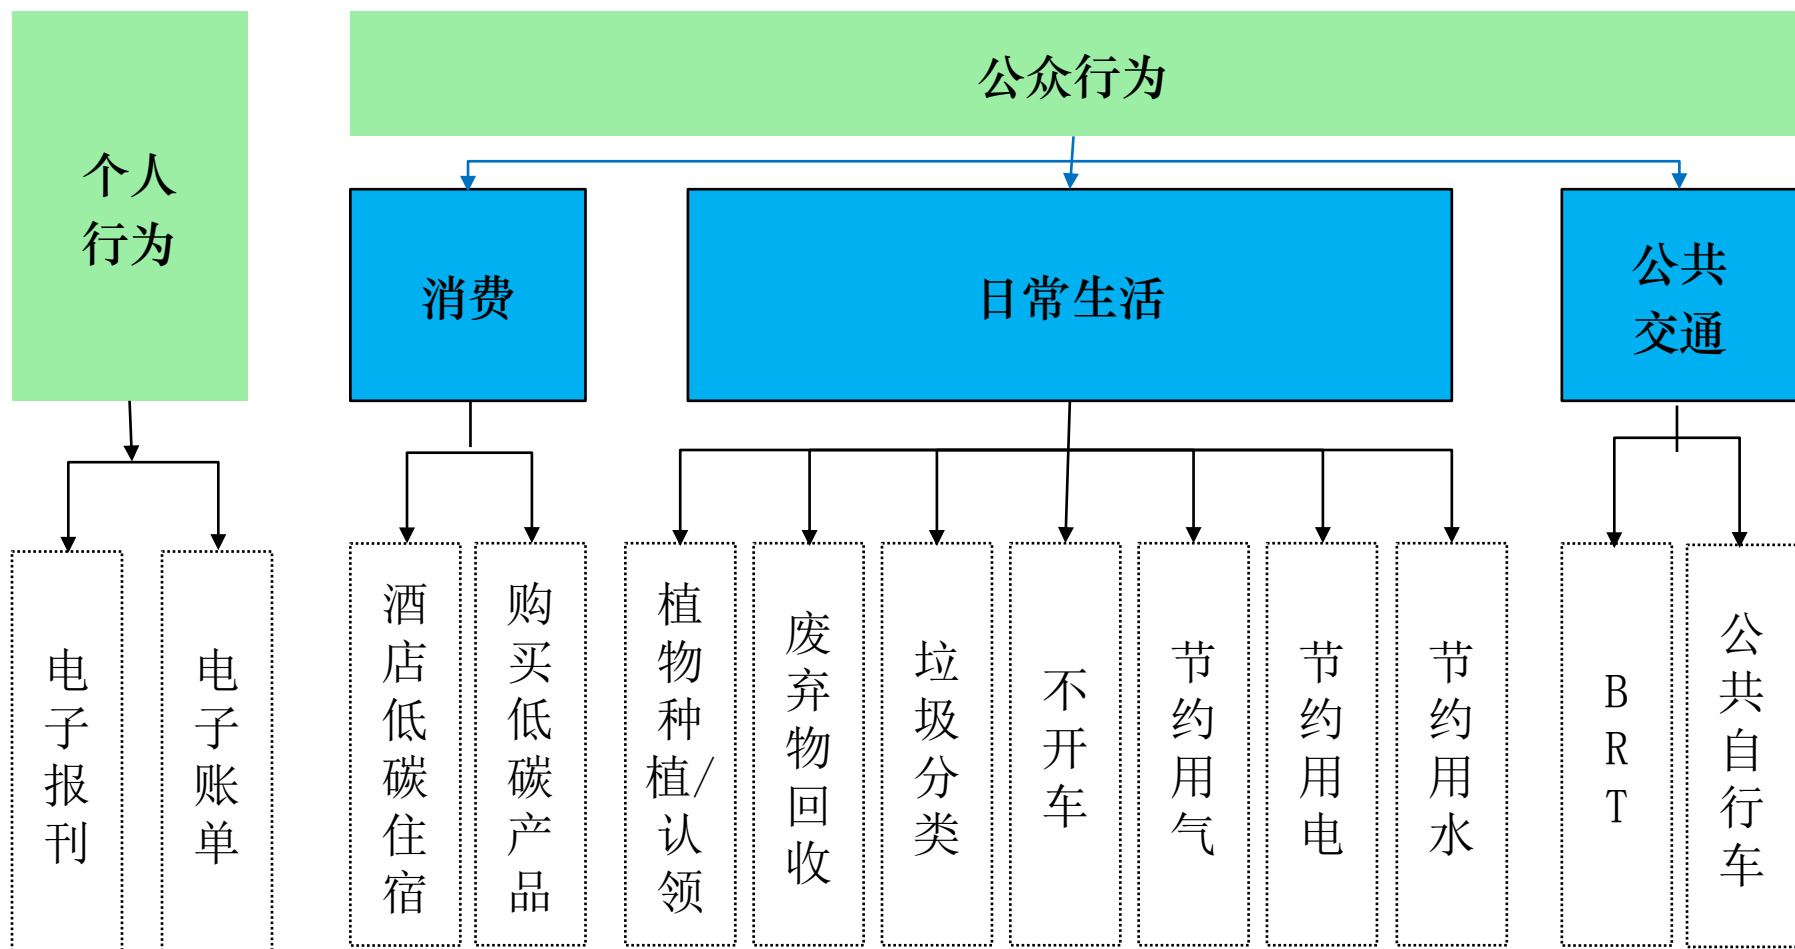 个人
行为
公众行为
消费
日常生活
公共
交通
电子报刊
电子账单
酒店低碳住宿
购买低碳产品
植物种植/认领
废弃物回收
垃圾分类
不开车
节约用气
节约用电
节约用水
BRT
公共自行车